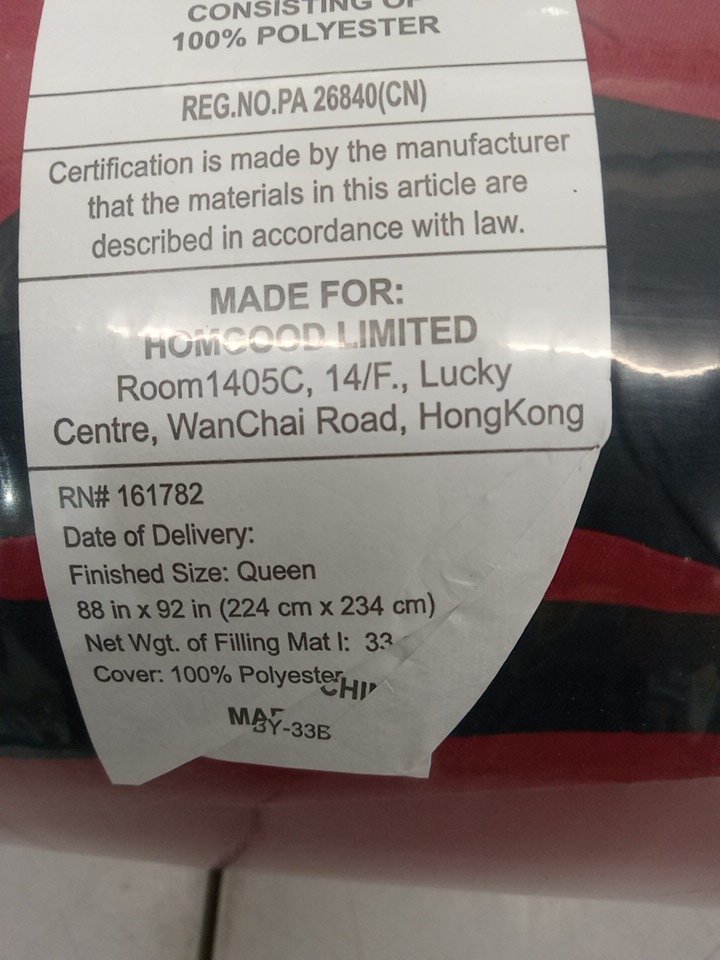 CONSISTING OF
100% POLYESTER
REG.NO.PA 26840(CN)
Certification is made by the manufacturer
that the materials in this article are
described in accordance with law.
MADE FOR:
HOMGOOD LIMITED
Room1405C, 14/F., Lucky
Centre, WanChai Road, HongKong
RN# 161782
Date of Delivery:
Finished Size: Queen
88 in x 92 in (224 cm x 234 cm)
Net Wgt. of Filling Mat l: 33
Cover: 100% Polyester